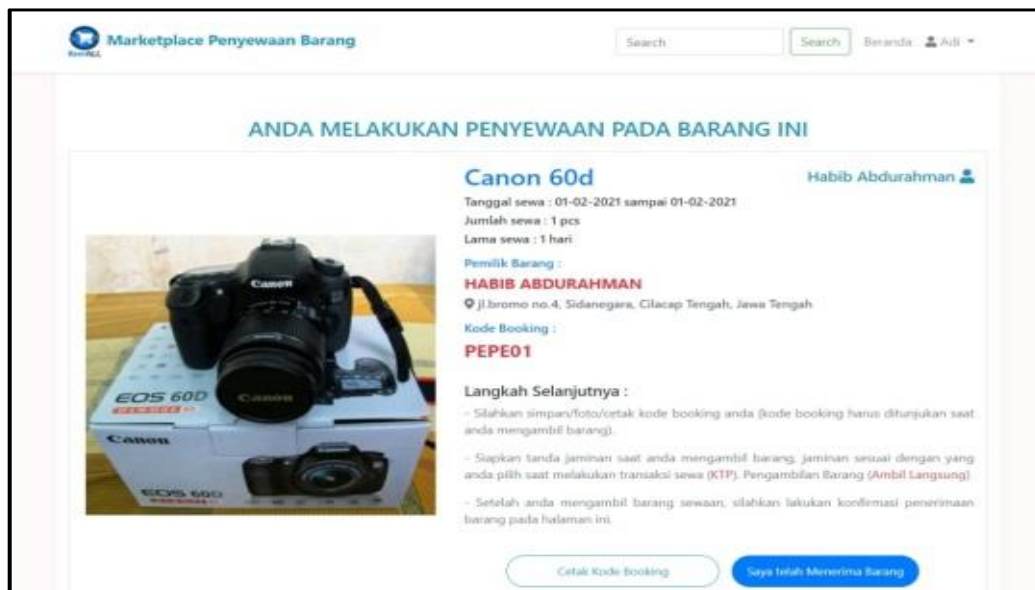 Marketplace Penyewaan Barang
Search
Search
Beranda
Adi
ANDA MELAKUKAN PENYEWAAN PADA BARANG INI
Canon 60d
Habib Abdurahman
Tanggal sewa : 01-02-2021 sampai 01-02-2021
Jumlah sewa : 1 pcs
Lama sewa : 1 hari
Pemilik Barang :
HABIB ABDURAHMAN
jl.bromo no.4, Sidanegara, Cilacap Tengah, Jawa Tengah
Kode Booking :
PEPE01
Langkah Selanjutnya :
- Silahkan simpan/foto/cetak kode booking anda (kode booking harus ditunjukan saat
anda mengambil barang).
- Siapkan tanda jaminan saat anda mengambil barang, jaminan sesuai dengan yang
anda pilih saat melakukan transaksi sewa (KTP). Pengambilan Barang (Ambil Langsung)
- Setelah anda mengambil barang sewaan, silahkan lakukan konfirmasi penerimaan
barang pada halaman ini.
Cetak Kode Booking
Saya telah Menerima Barang
Canon
Canon
EOS 60D
Canon
EOS 60D